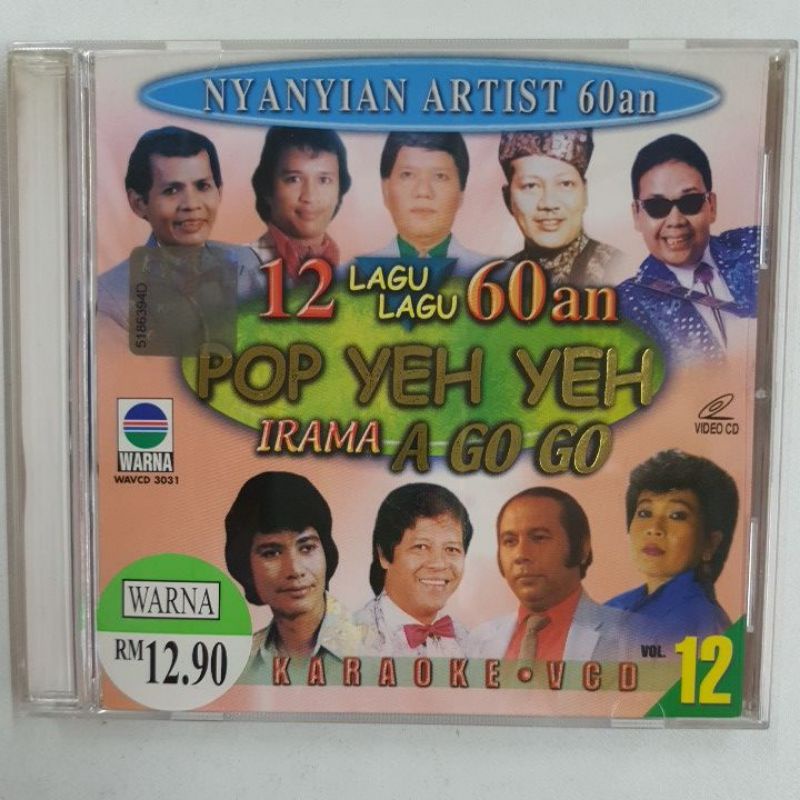 NYANYIAN ARTIST 60an
12 LAGU LAGU 60an
5186394D
POP YEH YEH
IRAMA A GO GO
WARNA
WAVCD 3031
VIDEO CD
WARNA
RM12.90
KARAOKE • VCD
VOL. 12